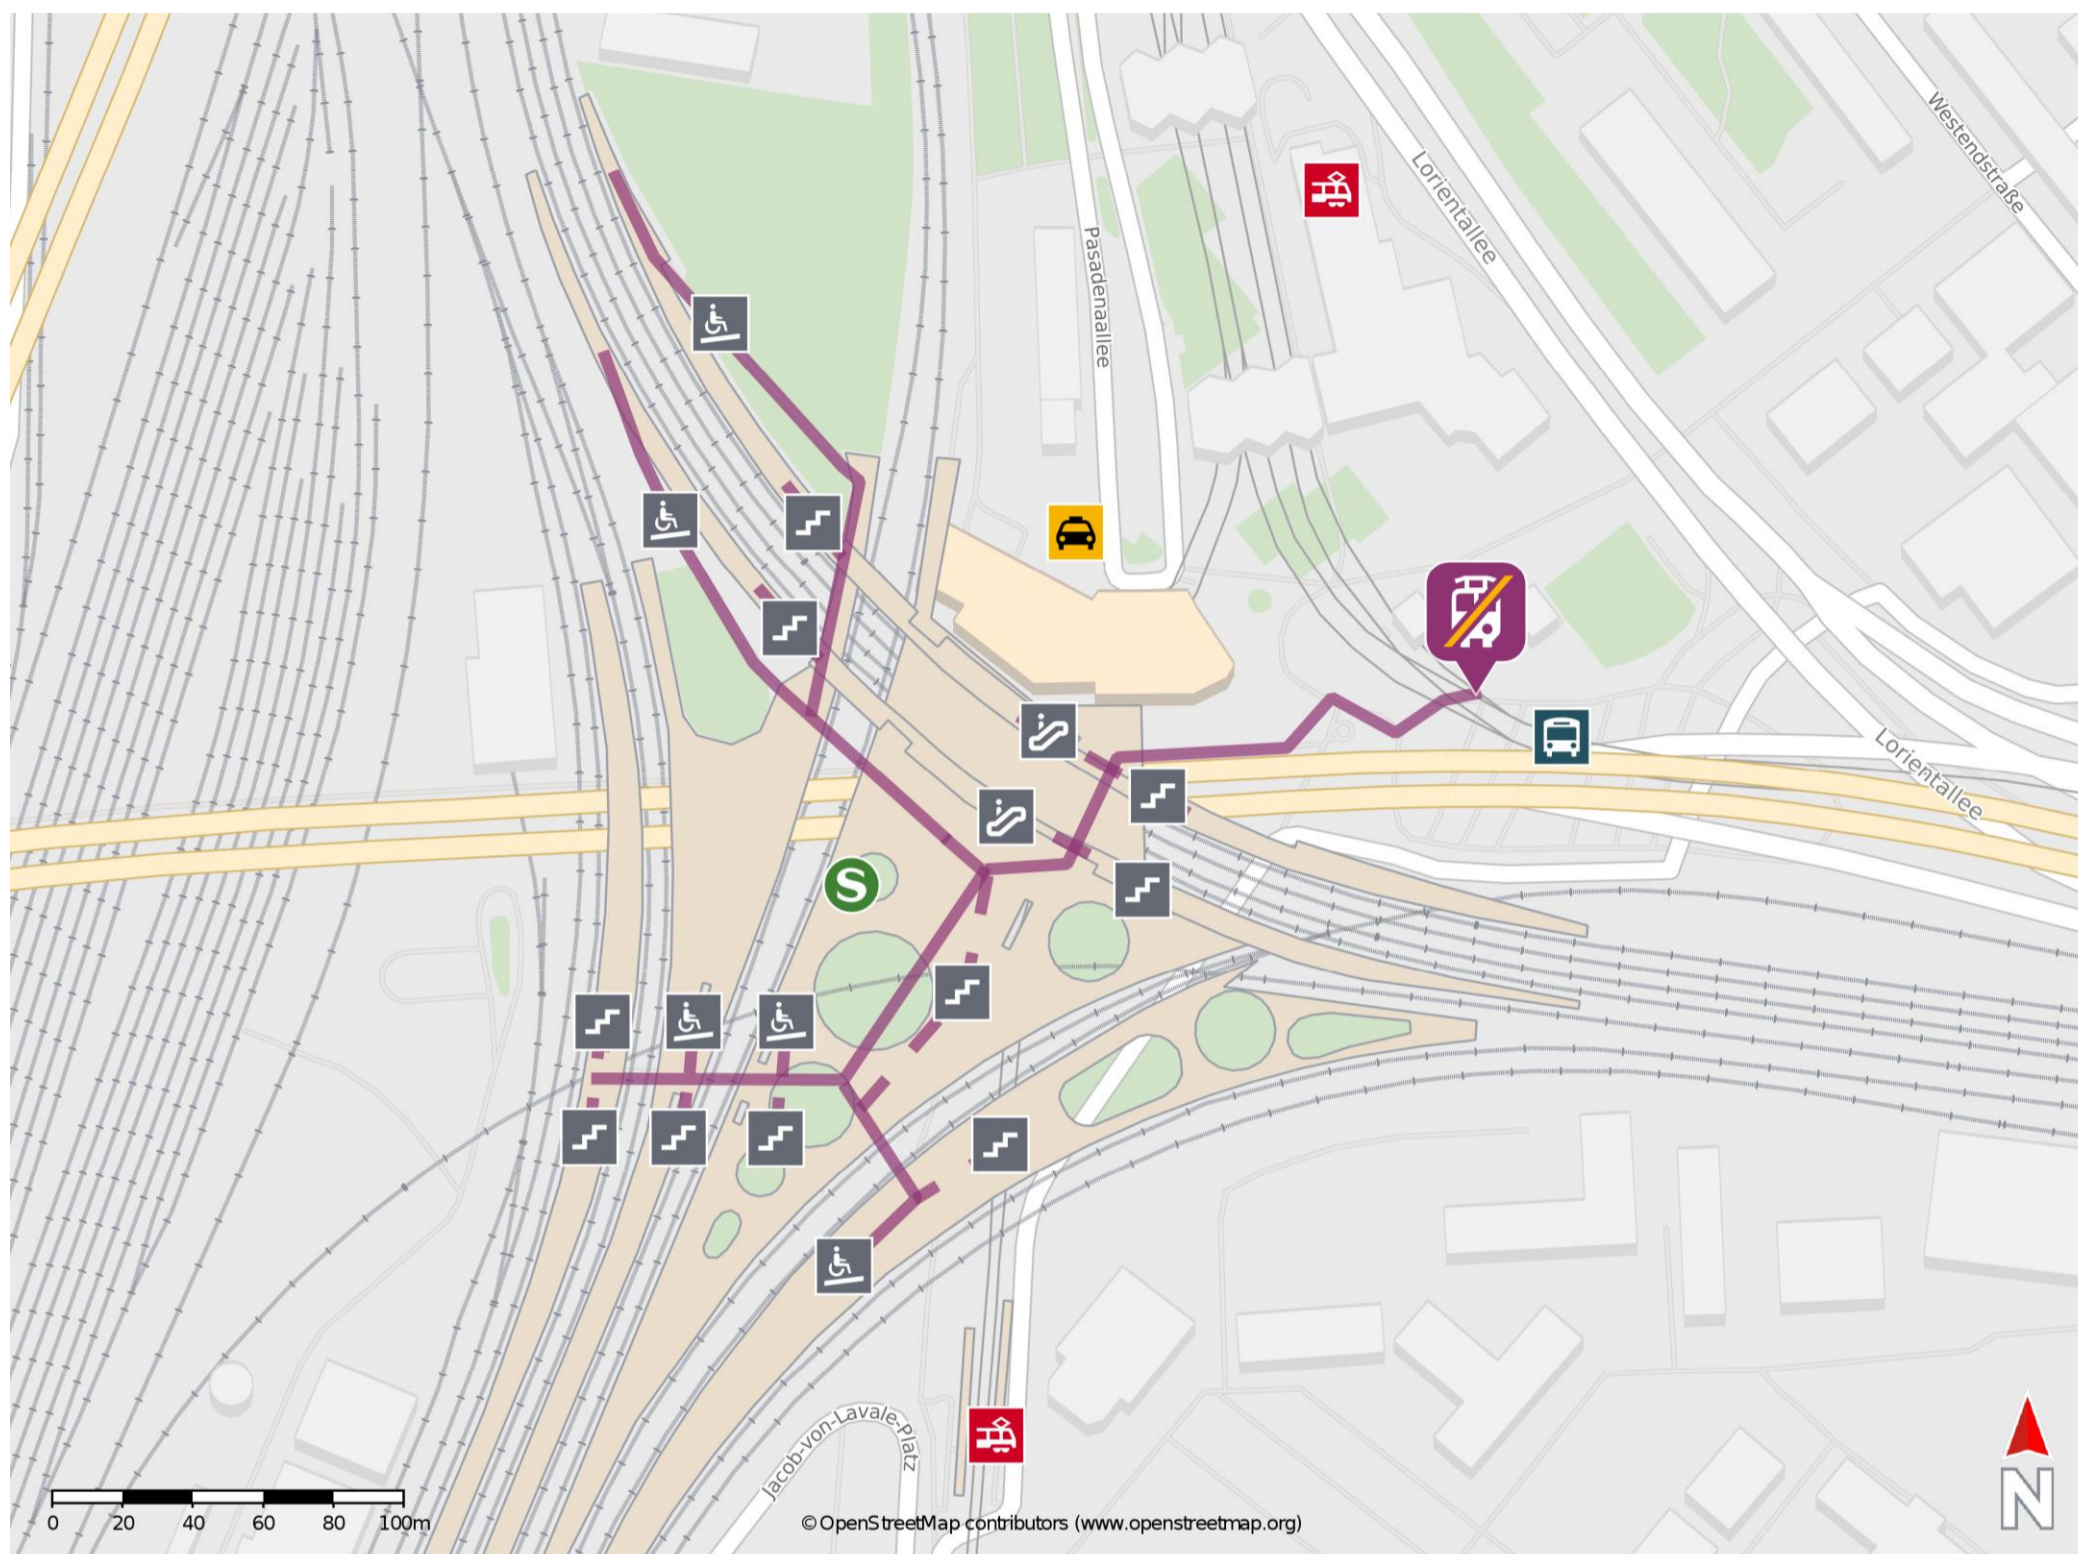 Westendstraße
Lorientallee
Pasadenaallee
Lorientallee
S
Jacob-von-Lavale-Platz
0 20 40 60 80 100m
© OpenStreetMap contributors (www.openstreetmap.org)
N